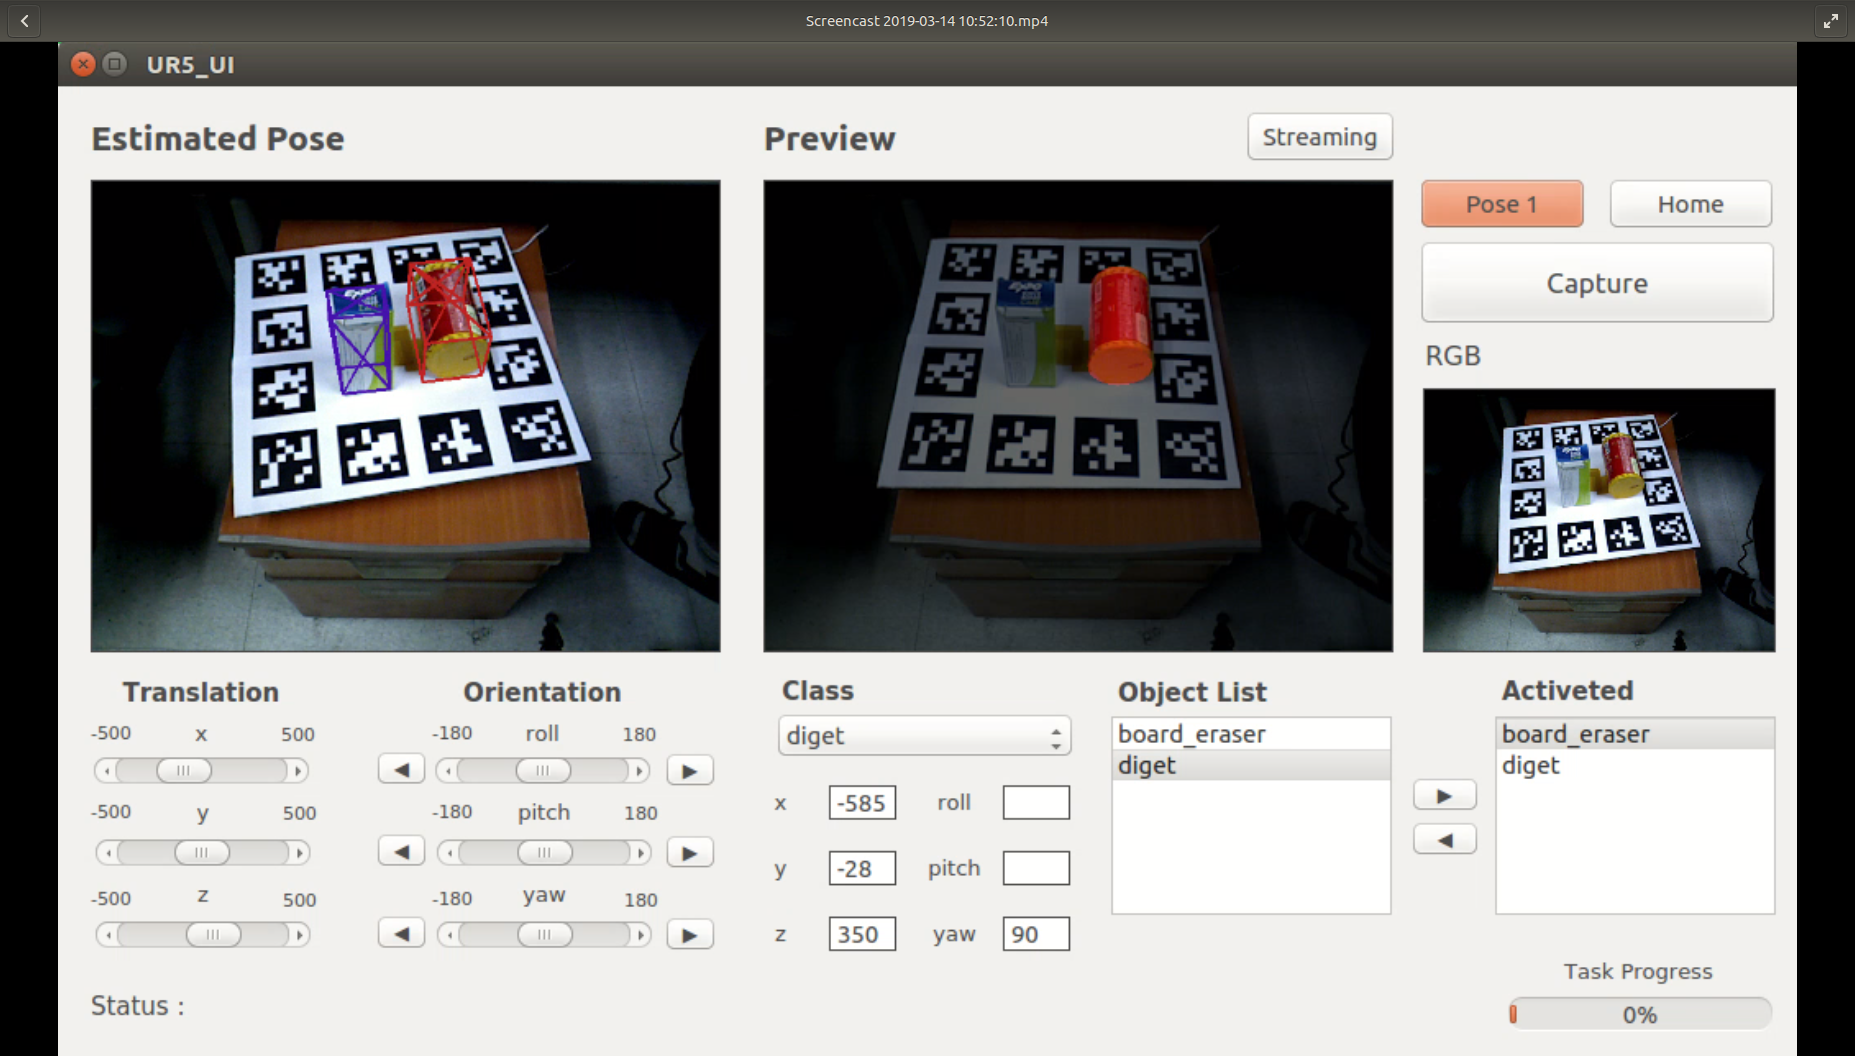 Screencast 2019-03-14 10:52:10.mp4
UR5_UI
Estimated Pose
Preview
Streaming
Pose 1
Home
Capture
RGB
Expo
Expo
Translation
-500 x 500
-500 y 500
-500 z 500
Orientation
-180 roll 180
-180 pitch 180
-180 yaw 180
Class
diget
x -585 roll
y -28 pitch
z 350 yaw 90
Object List
board_eraser
diget
Activeted
board_eraser
diget
Status :
Task Progress
0%